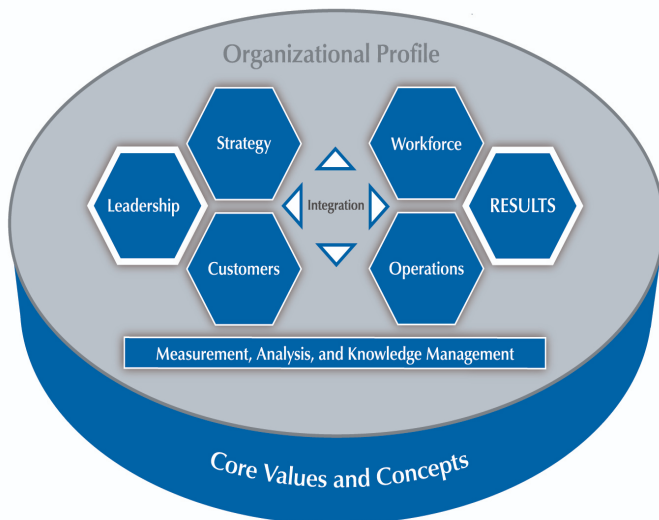 Organizational Profile
Strategy
Workforce
Leadership
Integration
RESULTS
Customers
Operations
Measurement, Analysis, and Knowledge Management
Core Values and Concepts